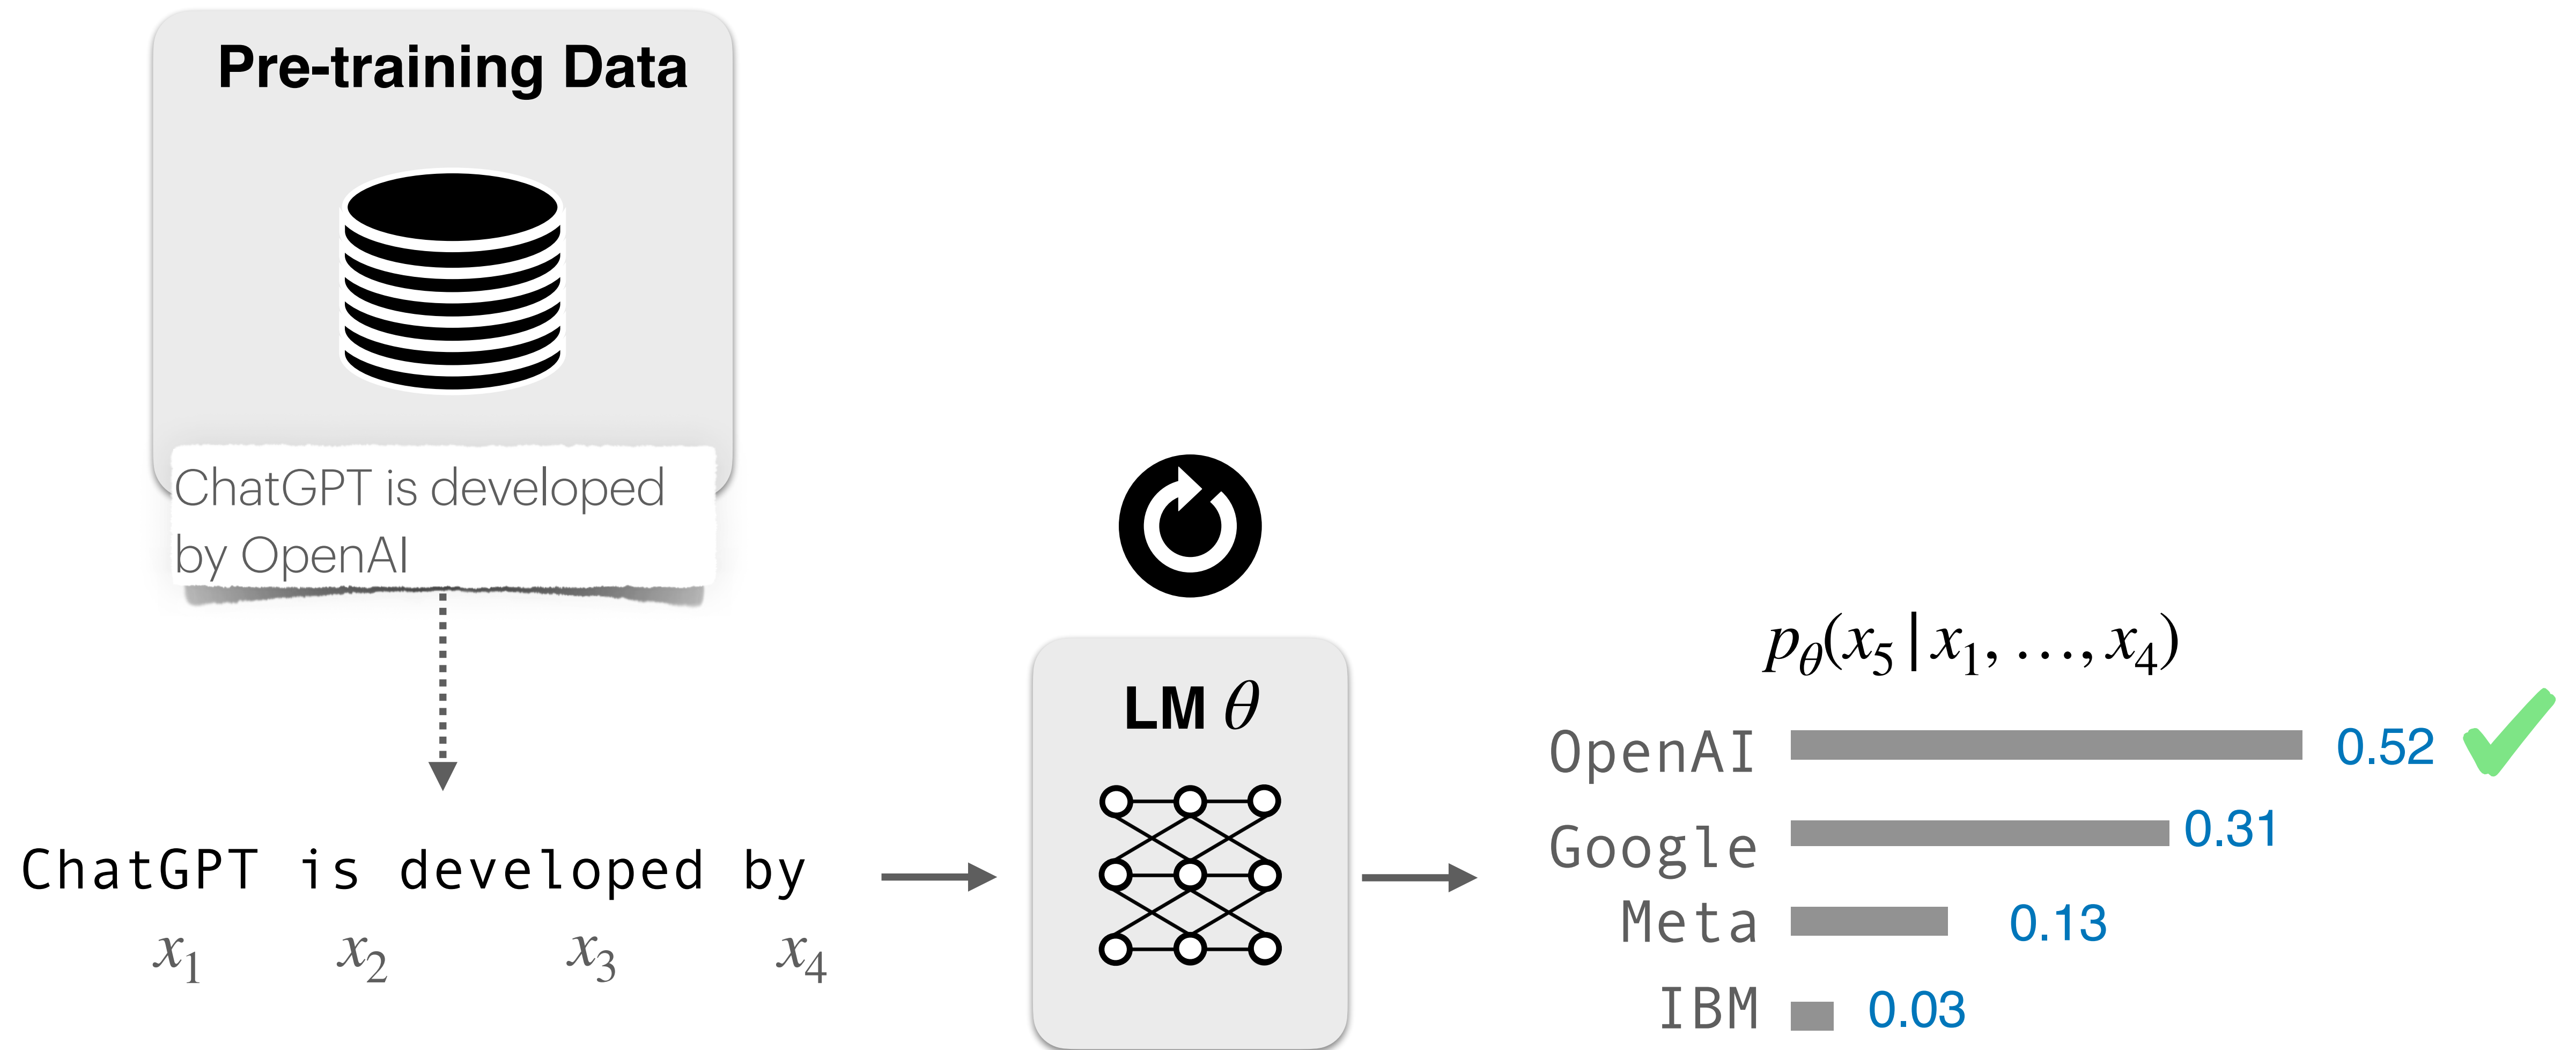 Pre-training Data
ChatGPT is developed
by OpenAI
ChatGPT is developed by
x₁ x₂ x₃ x₄
LM θ
pθ(x₅|x₁, …, x₄)
OpenAI 0.52
Google 0.31
Meta 0.13
IBM 0.03